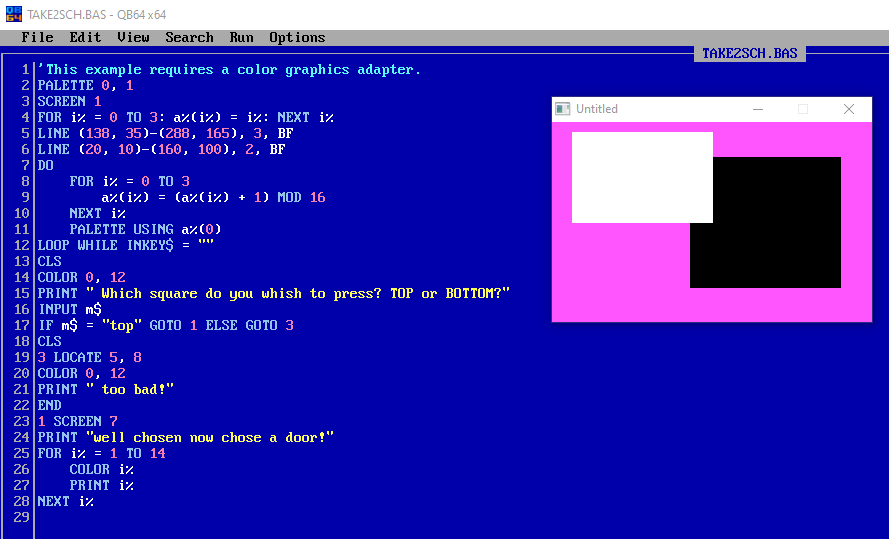 TAKE2SCH.BAS - QB64 x64
File Edit View Search Run Options
TAKE2SCH.BAS
1 'This example requires a color graphics adapter.
2 PALETTE 0, 1
3 SCREEN 1
4 FOR i% = 0 TO 3: a%(i%) = i%: NEXT i%
5 LINE (138, 35)-(288, 165), 3, BF
6 LINE (20, 10)-(160, 100), 2, BF
7 DO
8 FOR i% = 0 TO 3
9 a%(i%) = (a%(i%) + 1) MOD 16
10 NEXT i%
11 PALETTE USING a%(0)
12 LOOP WHILE INKEY$ = ""
13 CLS
14 COLOR 0, 12
15 PRINT " Which square do you whish to press? TOP or BOTTOM?"
16 INPUT m$
17 IF m$ = "top" GOTO 1 ELSE GOTO 3
18 CLS
19 3 LOCATE 5, 8
20 COLOR 0, 12
21 PRINT " too bad!"
22 END
23 1 SCREEN 7
24 PRINT "well chosen now chose a door!"
25 FOR i% = 1 TO 14
26 COLOR i%
27 PRINT i%
28 NEXT i%
29
Untitled